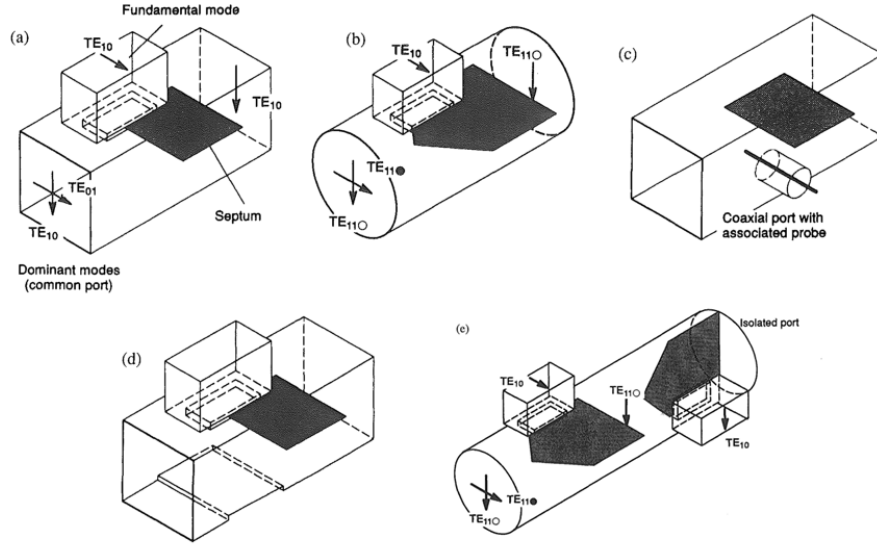 Fundamental mode
(a)
TE10
TE10
TE01
TE10
Septum
Dominant modes
(common port)
(b)
TE10
TE11○
TE11●
TE11○
(c)
Coaxial port with
associated probe
(d)
(e)
Isolated port
TE10
TE11○
TE10
TE11●
TE11○